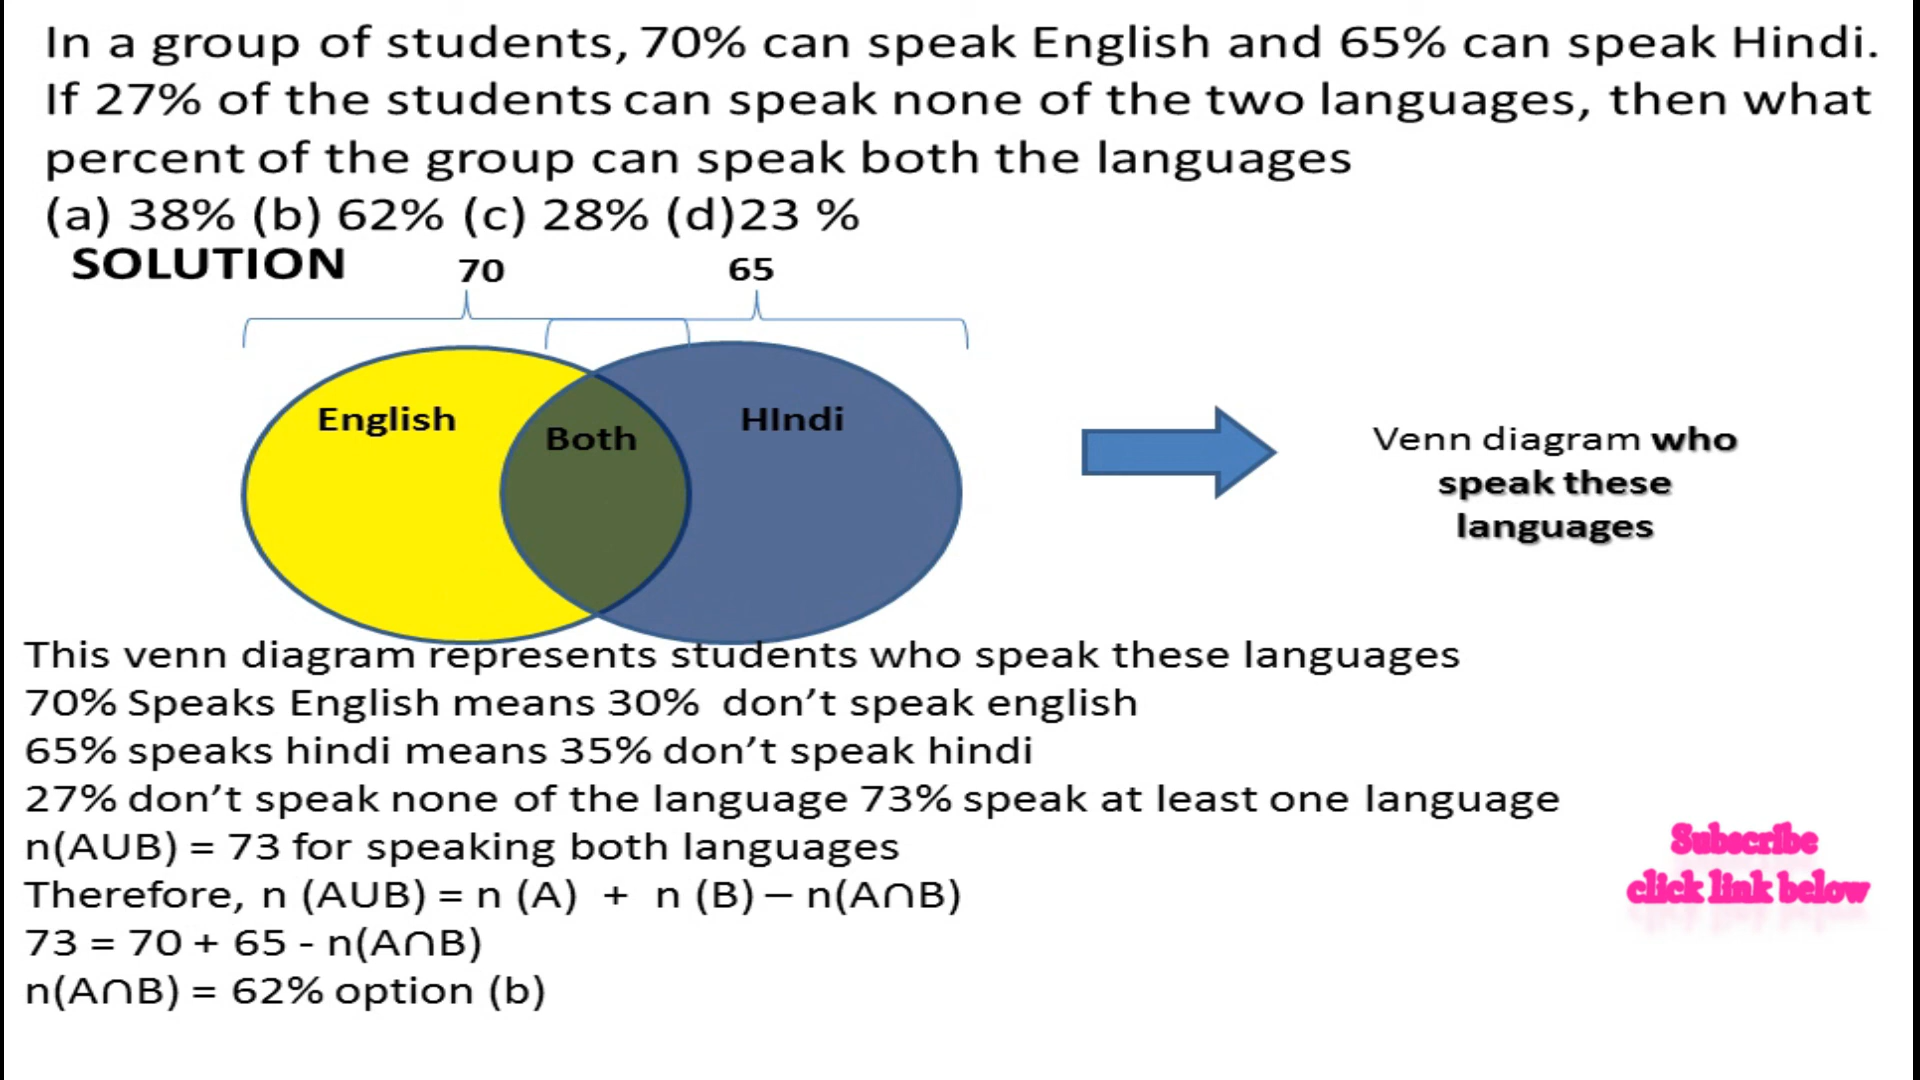 In a group of students, 70% can speak English and 65% can speak Hindi.
If 27% of the students can speak none of the two languages, then what
percent of the group can speak both the languages
(a) 38% (b) 62% (c) 28% (d)23 %
SOLUTION
70
65
English
Both
HIndi
Venn diagram who
speak these
languages
This venn diagram represents students who speak these languages
70% Speaks English means 30% don’t speak english
65% speaks hindi means 35% don’t speak hindi
27% don’t speak none of the language 73% speak at least one language
n(AUB) = 73 for speaking both languages
Therefore, n (AUB) = n (A) + n (B) – n(A∩B)
73 = 70 + 65 - n(A∩B)
n(A∩B) = 62% option (b)
Subscribe
click link below